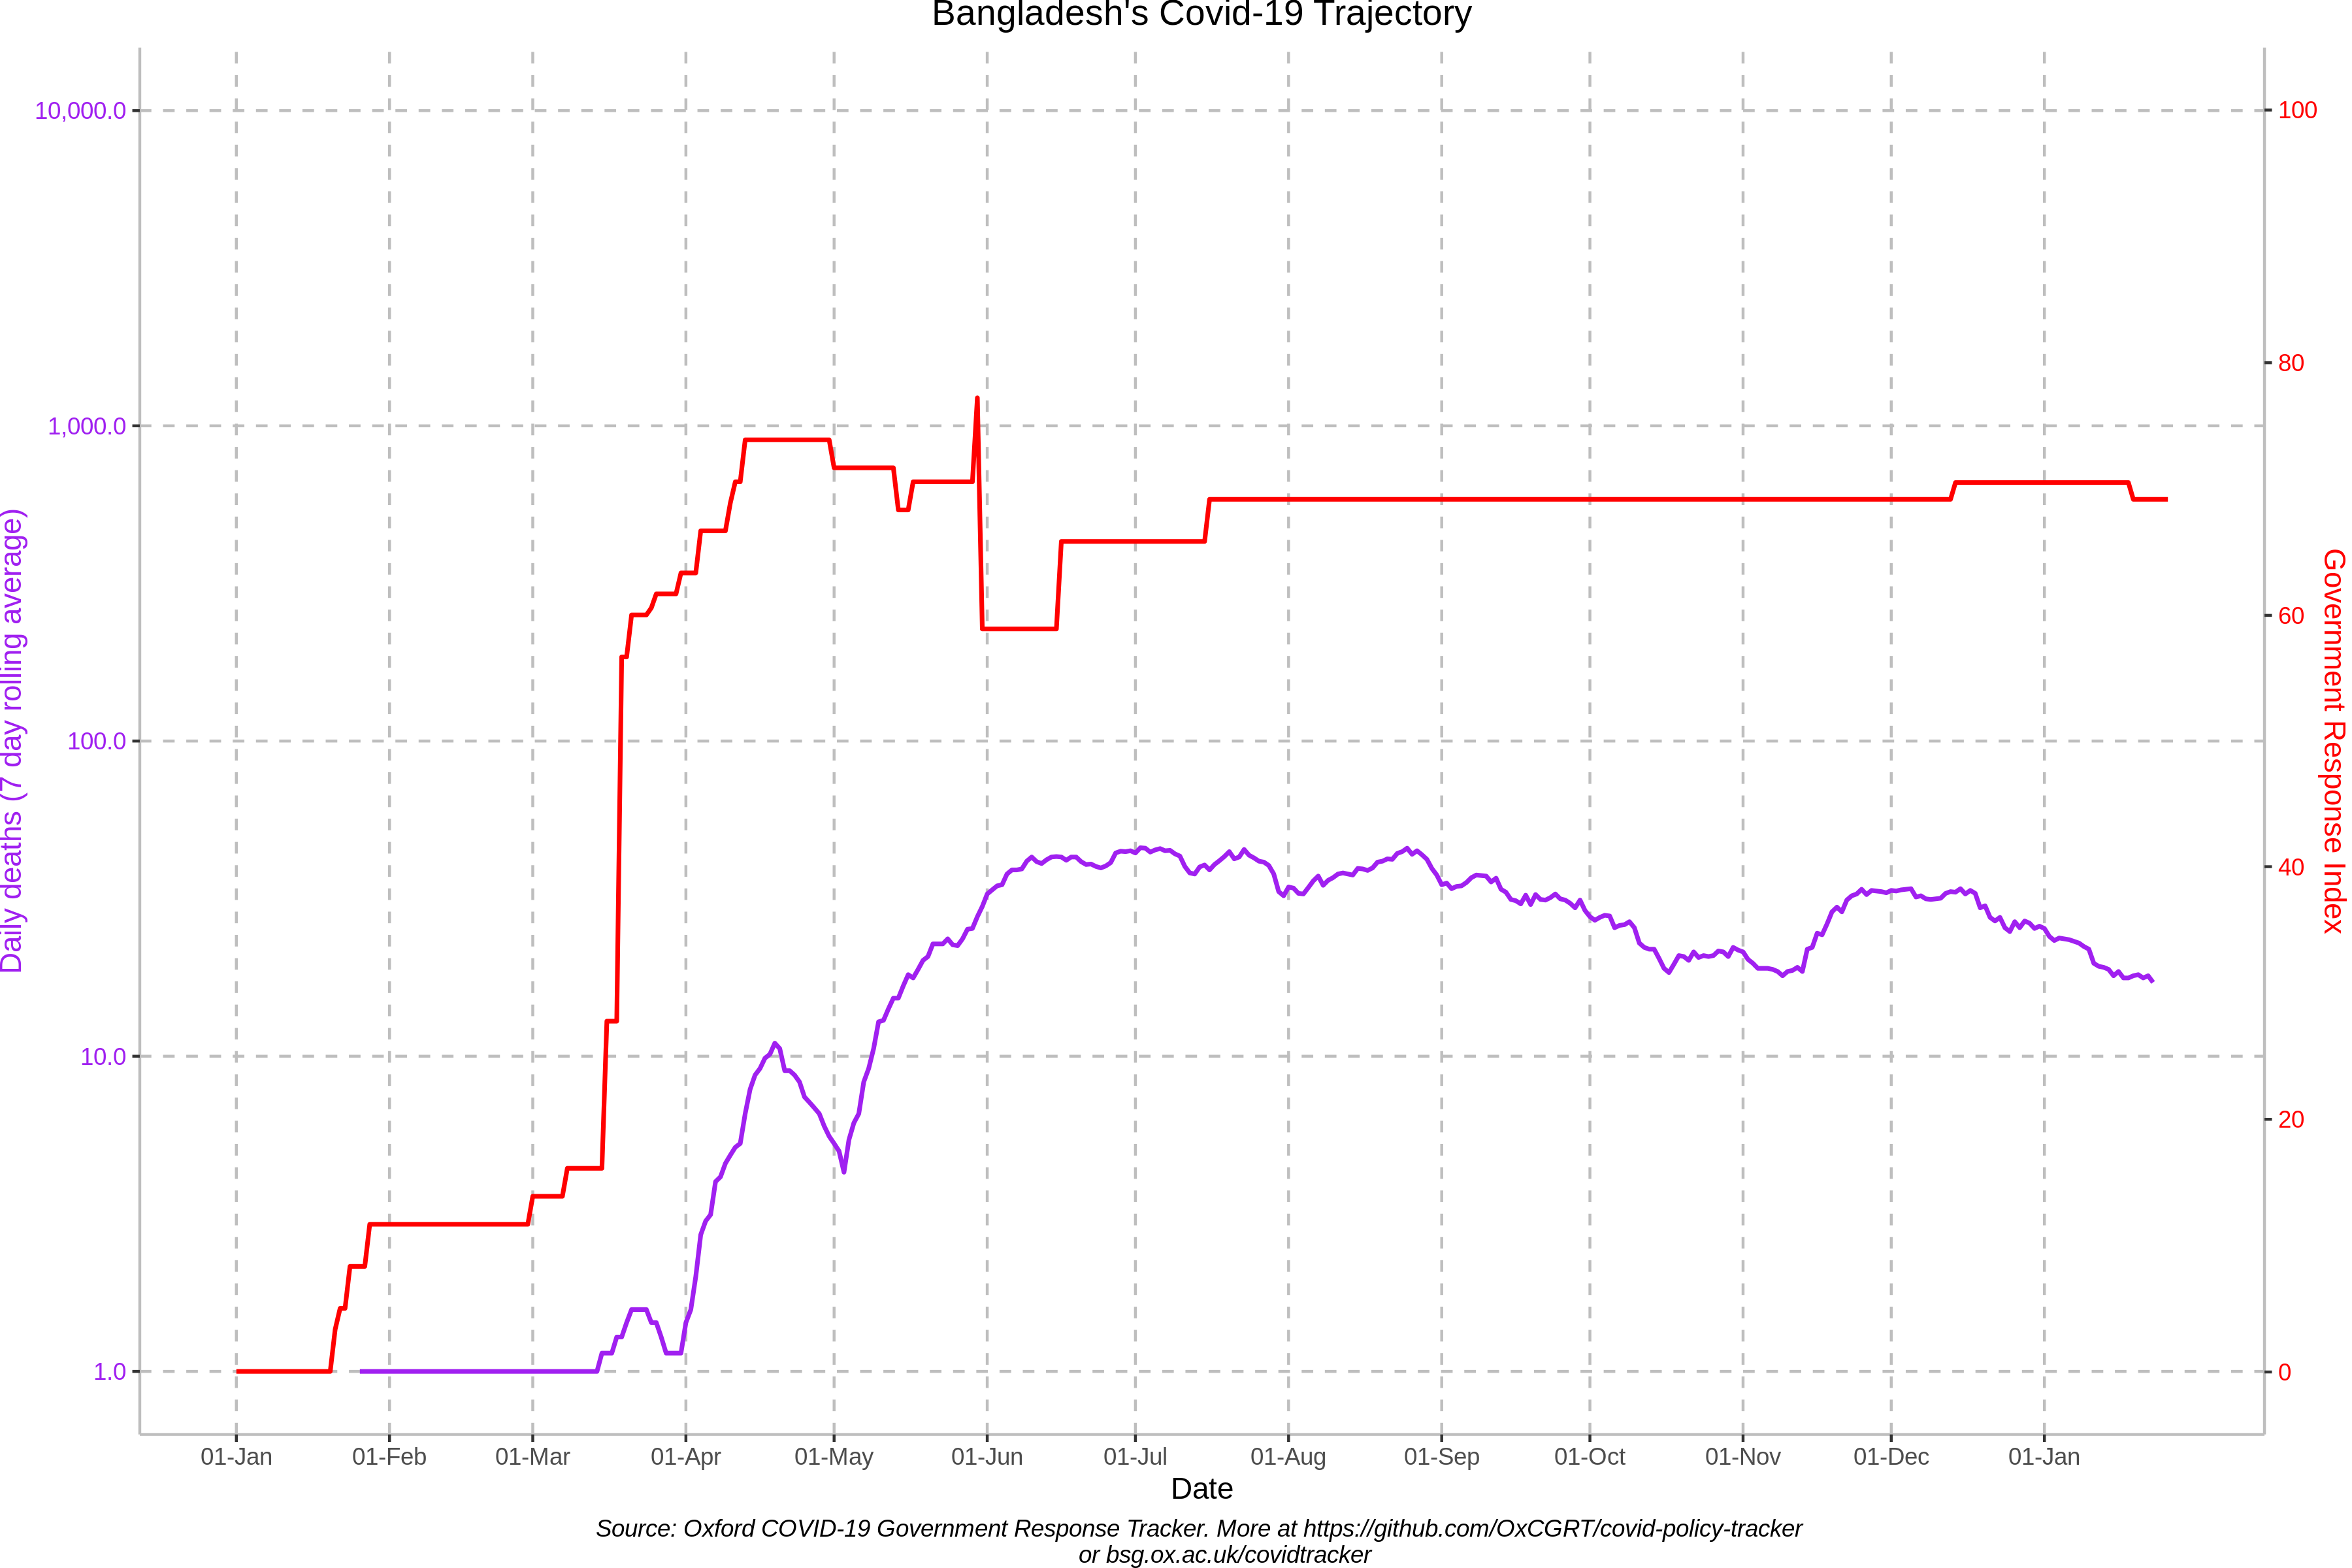 Bangladesh's Covid-19 Trajectory
10,000.0
1,000.0
100.0
10.0
1.0
Daily deaths (7 day rolling average)
100
80
60
40
20
0
Government Response Index
01-Jan 01-Feb 01-Mar 01-Apr 01-May 01-Jun 01-Jul 01-Aug 01-Sep 01-Oct 01-Nov 01-Dec 01-Jan
Date
Source: Oxford COVID-19 Government Response Tracker. More at https://github.com/OxCGRT/covid-policy-tracker
or bsg.ox.ac.uk/covidtracker